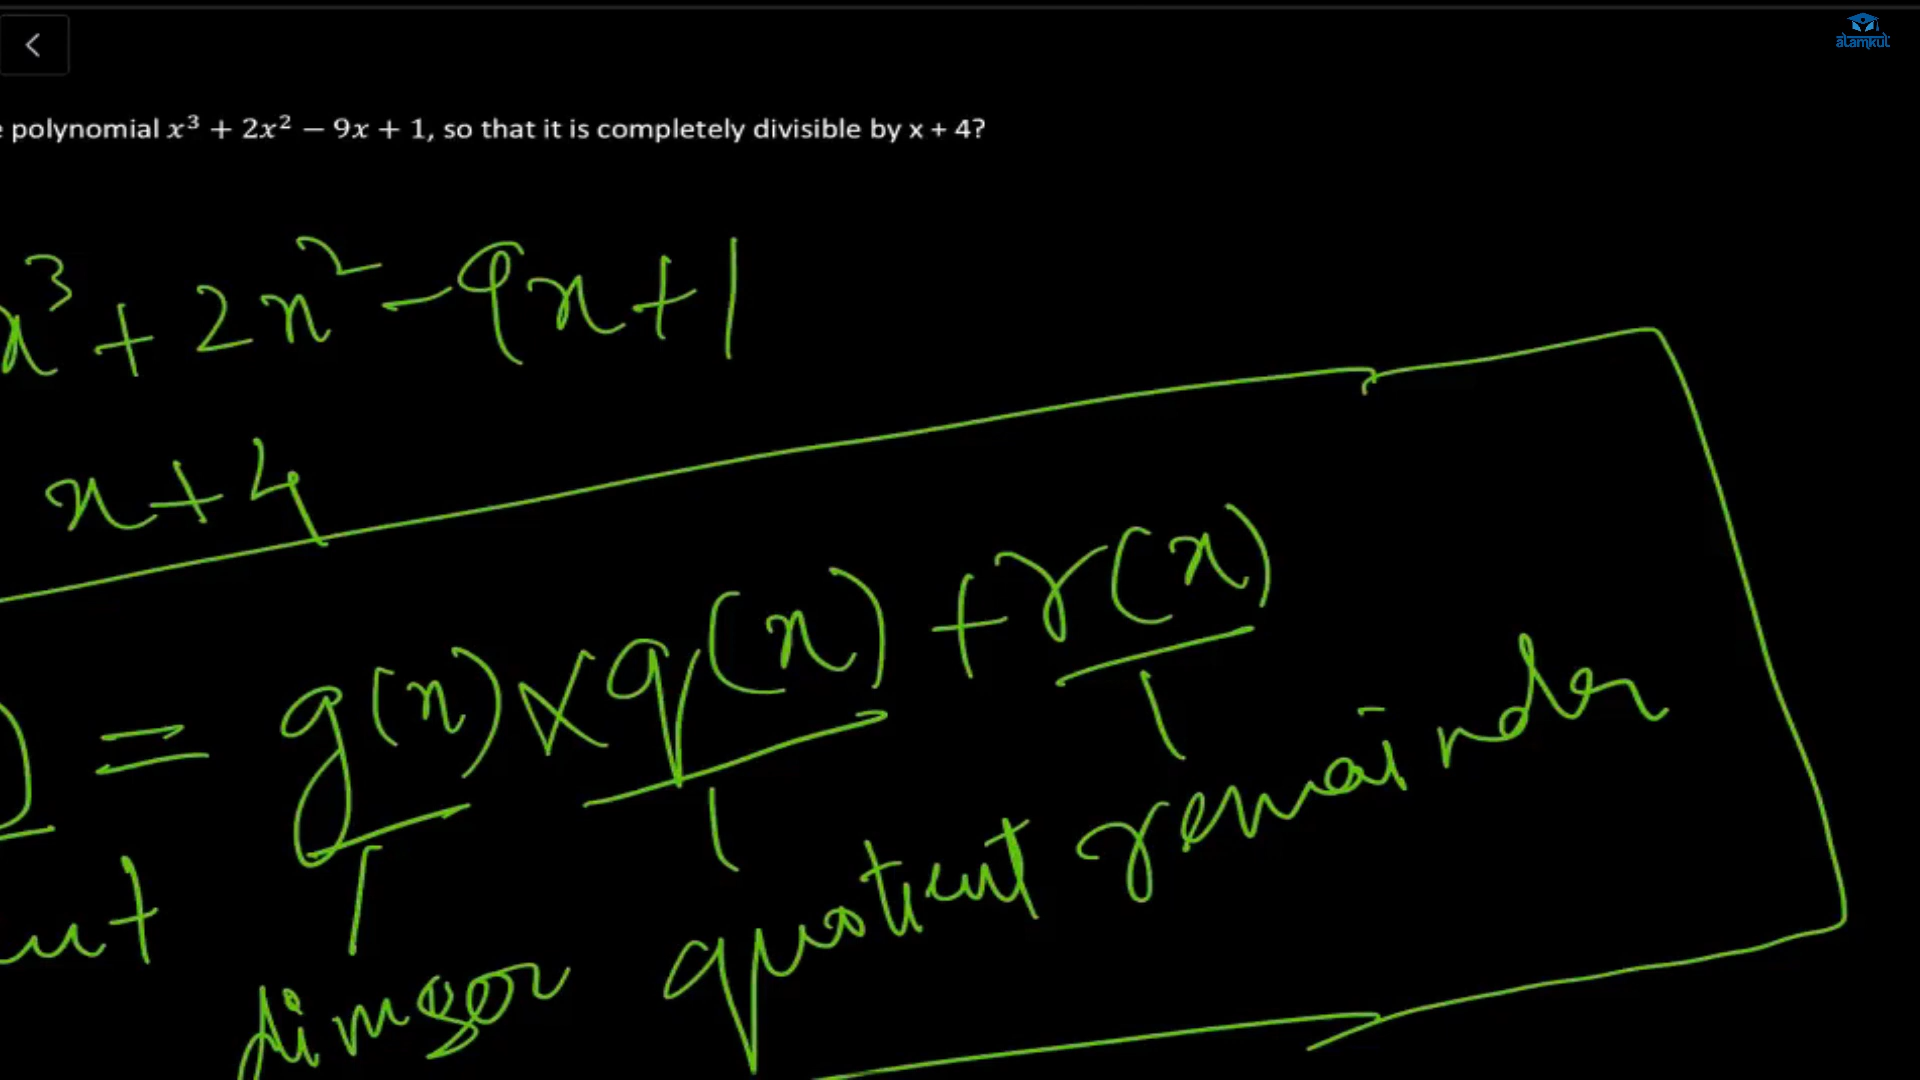 alamkut
e polynomial x³ + 2x² − 9x + 1, so that it is completely divisible by x + 4?
x³ + 2x² - 9x + 1
x + 4
) = g(x) × q(x) + r(x)
quotient remainder